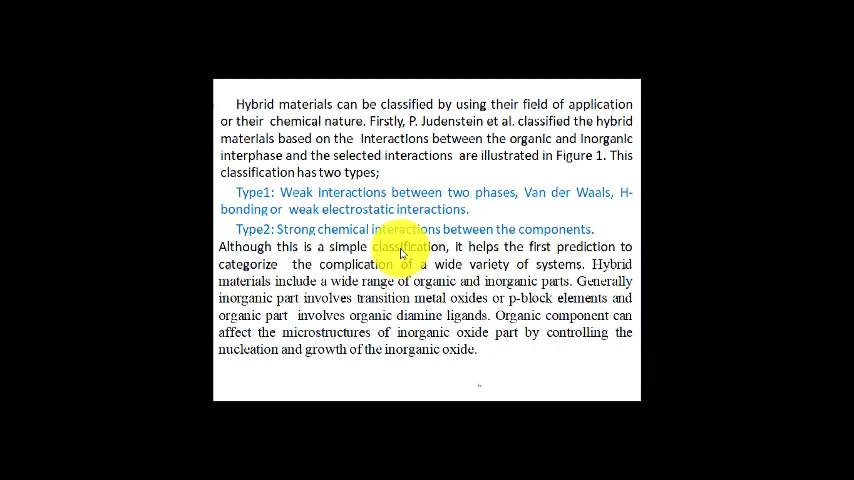 Hybrid materials can be classified by using their field of application
or their chemical nature. Firstly, P. Judenstein et al. classified the hybrid
materials based on the interactions between the organic and inorganic
interphase and the selected interactions are illustrated in Figure 1. This
classification has two types;
Type1: Weak interactions between two phases, Van der Waals, H-
bonding or weak electrostatic interactions.
Type2: Strong chemical interactions between the components.
Although this is a simple classification, it helps the first prediction to
categorize the complication of a wide variety of systems. Hybrid
materials include a wide range of organic and inorganic parts. Generally
inorganic part involves transition metal oxides or p-block elements and
organic part involves organic diamine ligands. Organic component can
affect the microstructures of inorganic oxide part by controlling the
nucleation and growth of the inorganic oxide.